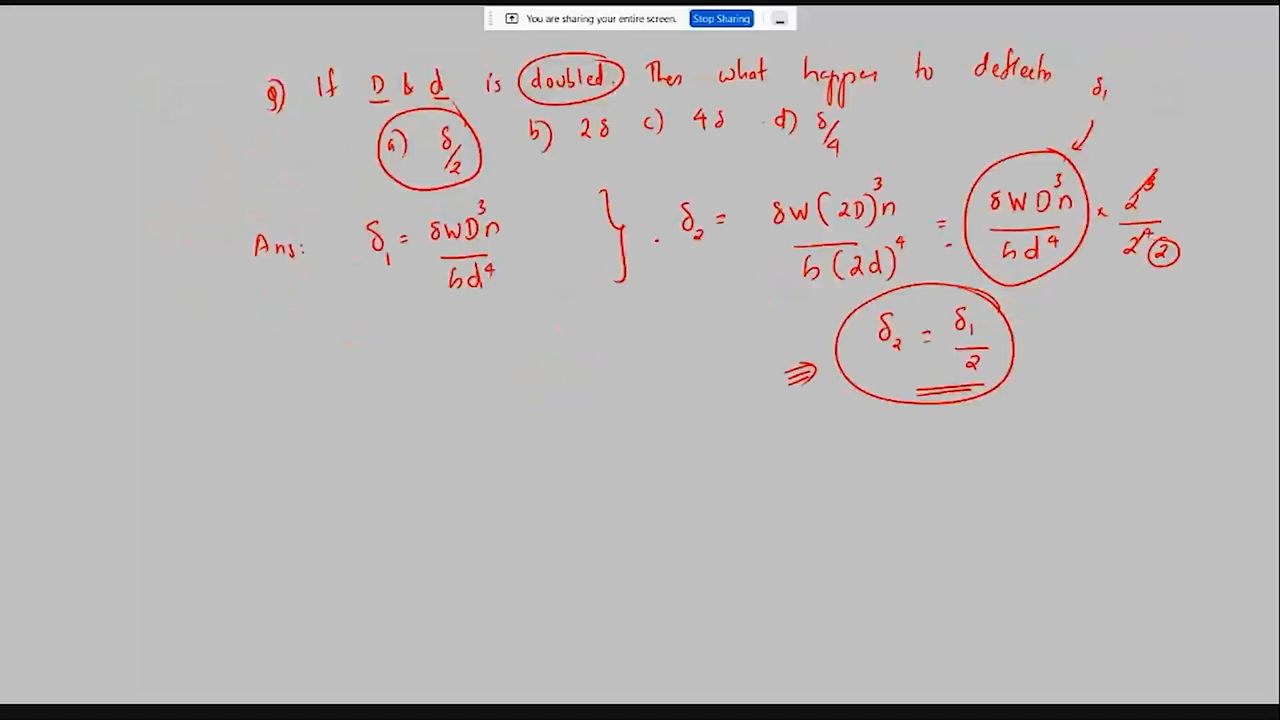 You are sharing your entire screen. Stop Sharing
Q) If D & d is doubled. Then what happen to deflects
a) δ/2 b) 2δ c) 4δ d) δ/4 δ₁
Ans: δ₁ = 8WD³n / Gd⁴ } δ₂ = 8W(2D)³n / G(2d)⁴ = 8WD³n / Gd⁴ × 2³ / 2⁴ 2
⇒ δ₂ = δ₁ / 2